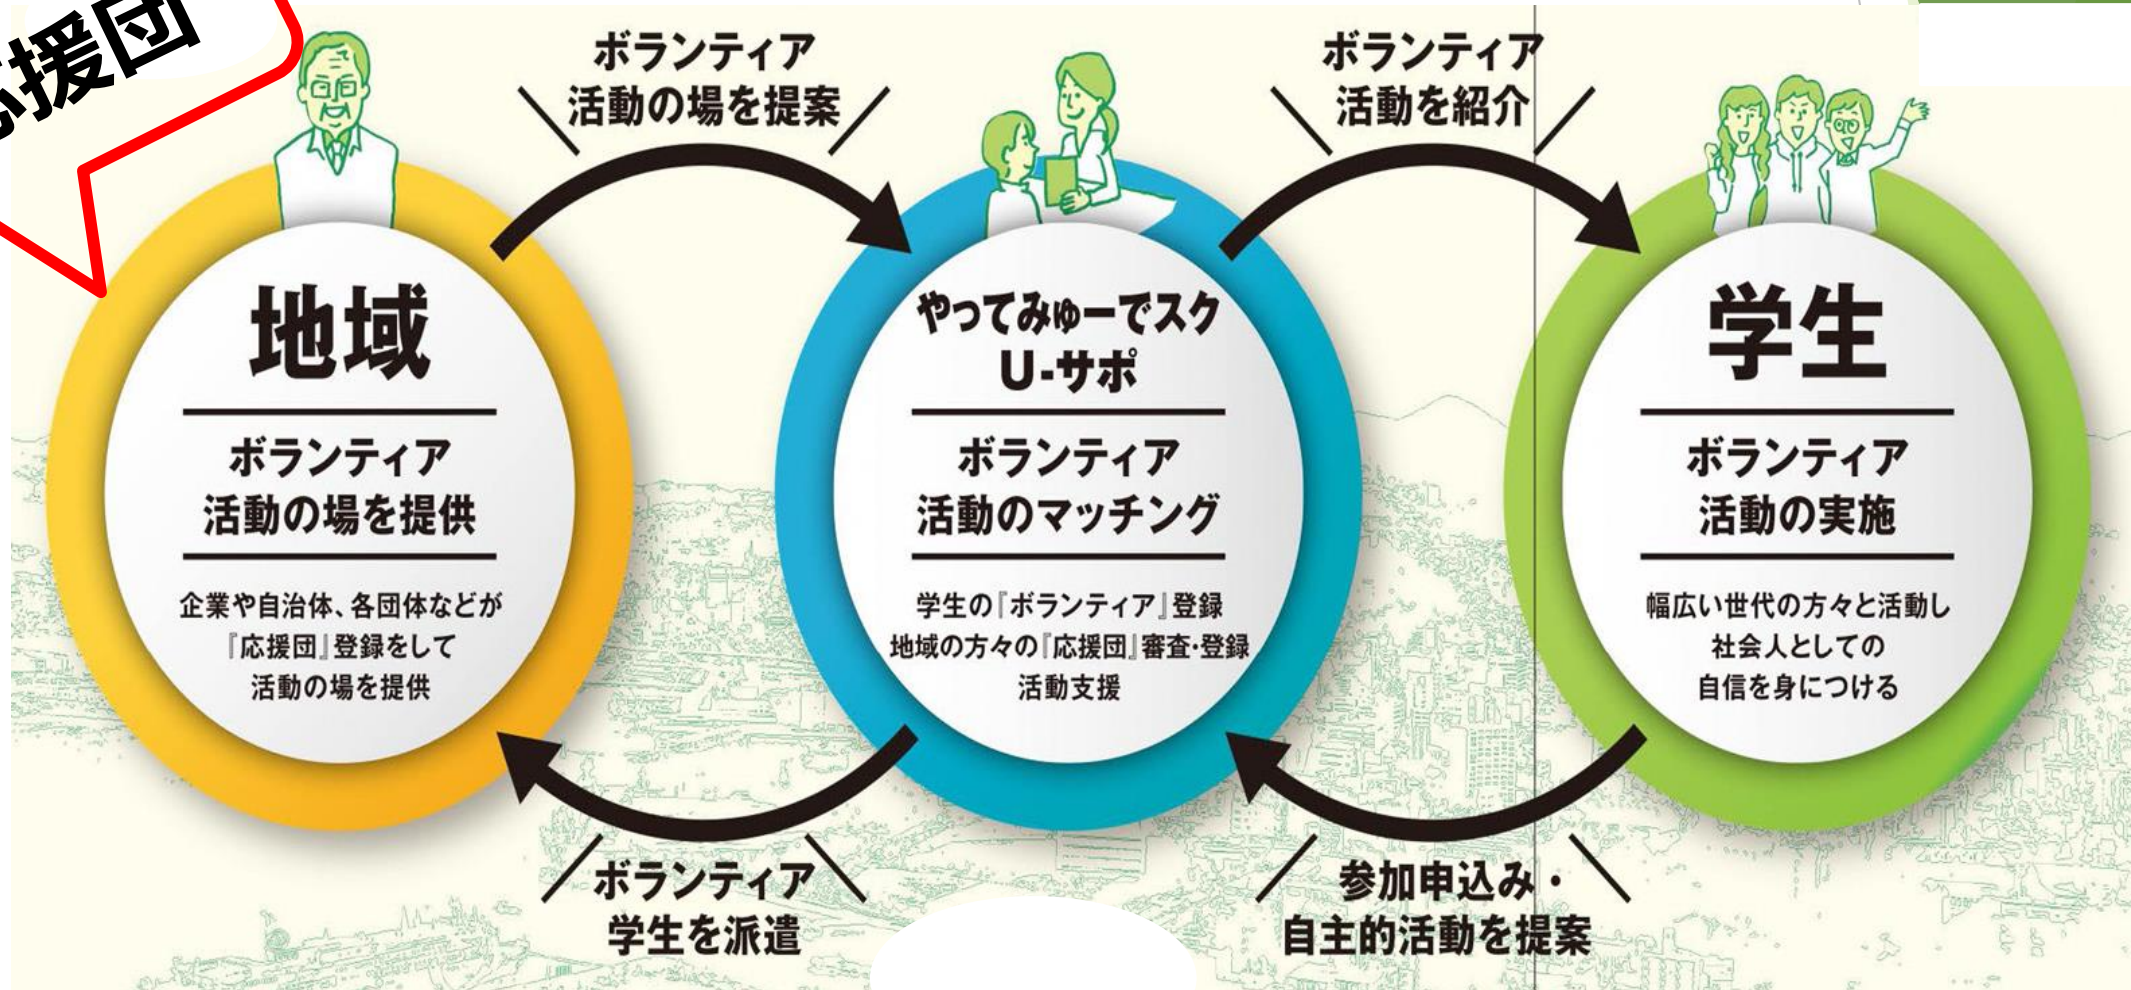 援団
ボランティア
活動の場を提案
ボランティア
活動を紹介
地域
ボランティア
活動の場を提供
企業や自治体、各団体などが
『応援団』登録をして
活動の場を提供
やってみゅーでスク
U-サポ
ボランティア
活動のマッチング
学生の『ボランティア』登録
地域の方々の『応援団』審査・登録
活動支援
学生
ボランティア
活動の実施
幅広い世代の方々と活動し
社会人としての
自信を身につける
ボランティア
学生を派遣
参加申込み・
自主的活動を提案